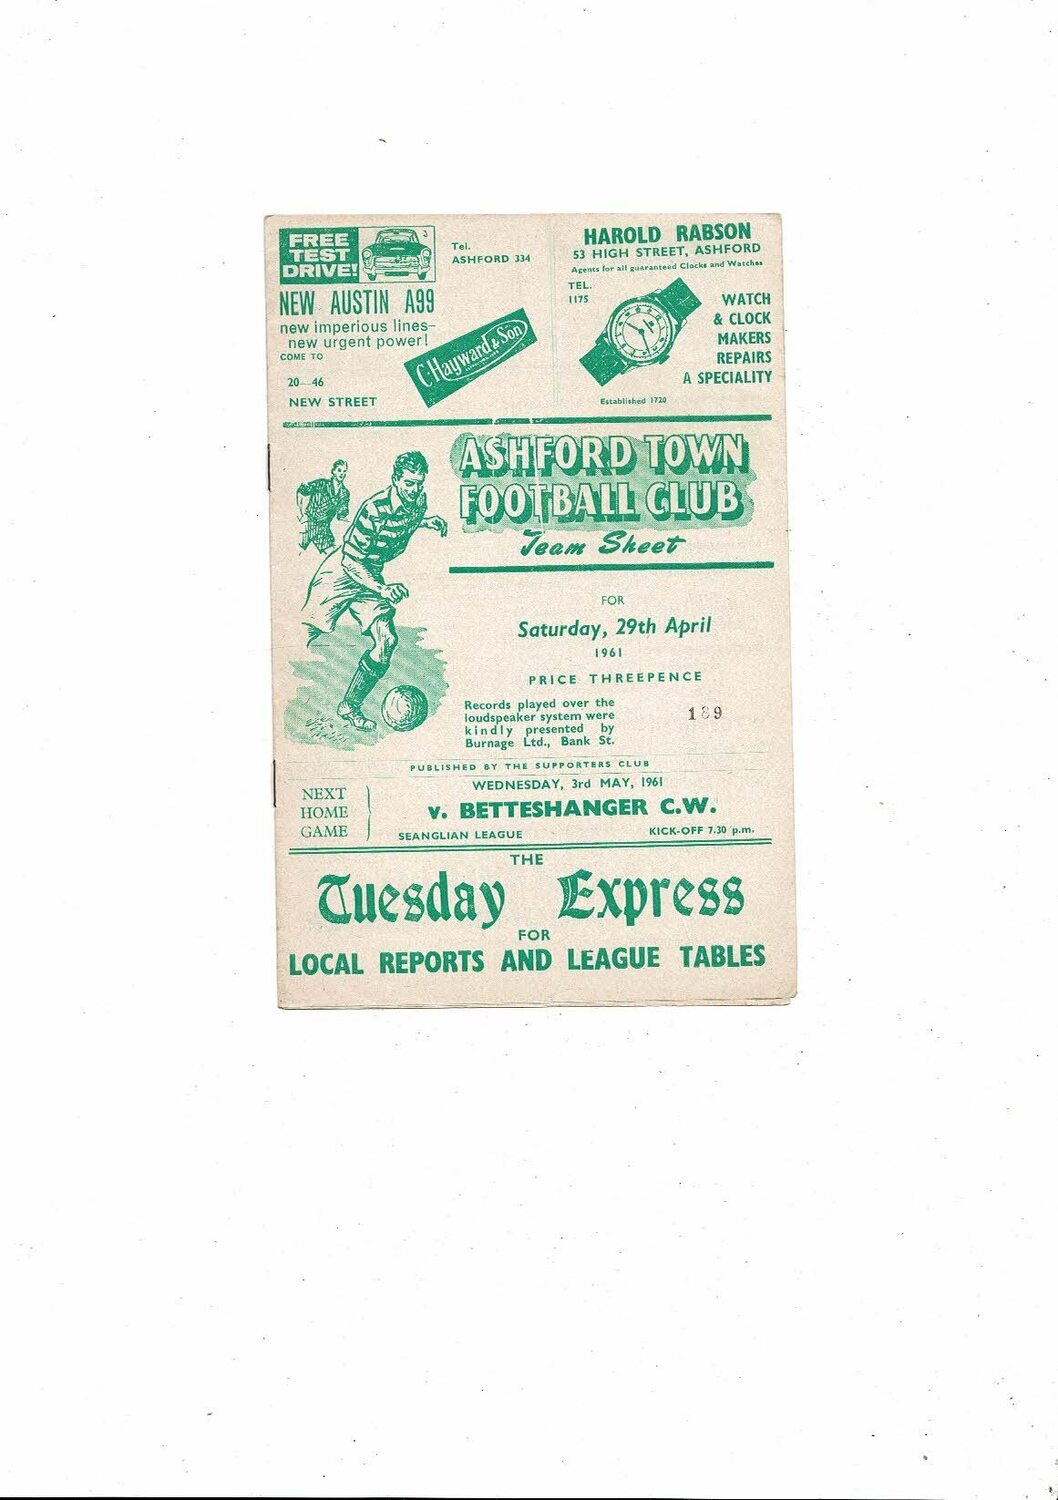 FREE
TEST
DRIVE!
NEW AUSTIN A99
new imperious lines-
new urgent power!
COME TO
20—46
NEW STREET
Tel.
ASHFORD 334
C. Hayward & Son
HAROLD RABSON
53 HIGH STREET, ASHFORD
Agents for all guaranteed Clocks and Watches
TEL.
1175
WATCH
& CLOCK
MAKERS
REPAIRS
A SPECIALITY
Established 1720
ASHFORD TOWN
FOOTBALL CLUB
Team Sheet
FOR
Saturday, 29th April
1961
PRICE THREEPENCE
Records played over the
loudspeaker system were
kindly presented by
Burnage Ltd., Bank St.
PUBLISHED BY THE SUPPORTERS CLUB
NEXT
HOME
GAME
WEDNESDAY, 3rd MAY, 1961
v. BETTESHANGER C.W.
SEANGLIAN LEAGUE KICK-OFF 7.30 p.m.
THE
Tuesday Express
FOR
LOCAL REPORTS AND LEAGUE TABLES